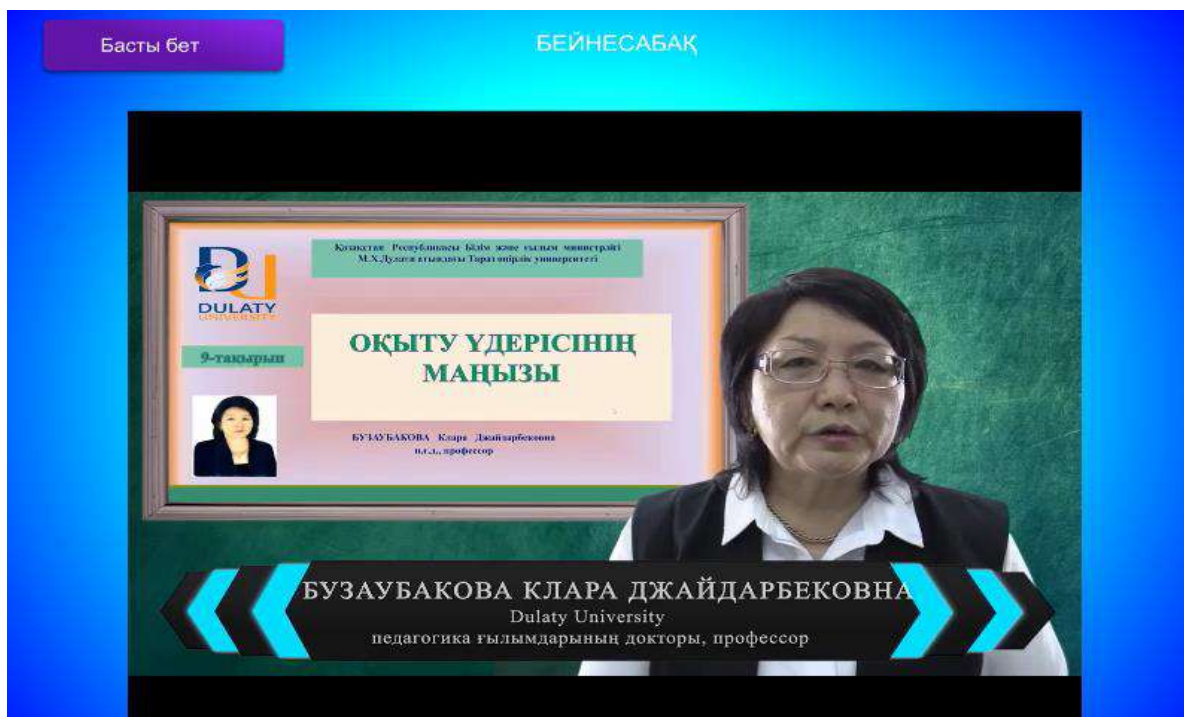 Басты бет
БЕЙНЕСАБАҚ
Қазақстан Республикасы Білім және ғылым министрлігі
М.Х.Дулати атындағы Тараз өңірлік университеті
DULATY
UNIVERSITY
9-тақырып
ОҚЫТУ ҮДЕРІСІНІҢ
МАҢЫЗЫ
БУЗАУБАКОВА Клара Джайдарбековна
п.ғ.д., профессор
БУЗАУБАКОВА КЛАРА ДЖАЙДАРБЕКОВНА
Dulaty University
педагогика ғылымдарының докторы, профессор